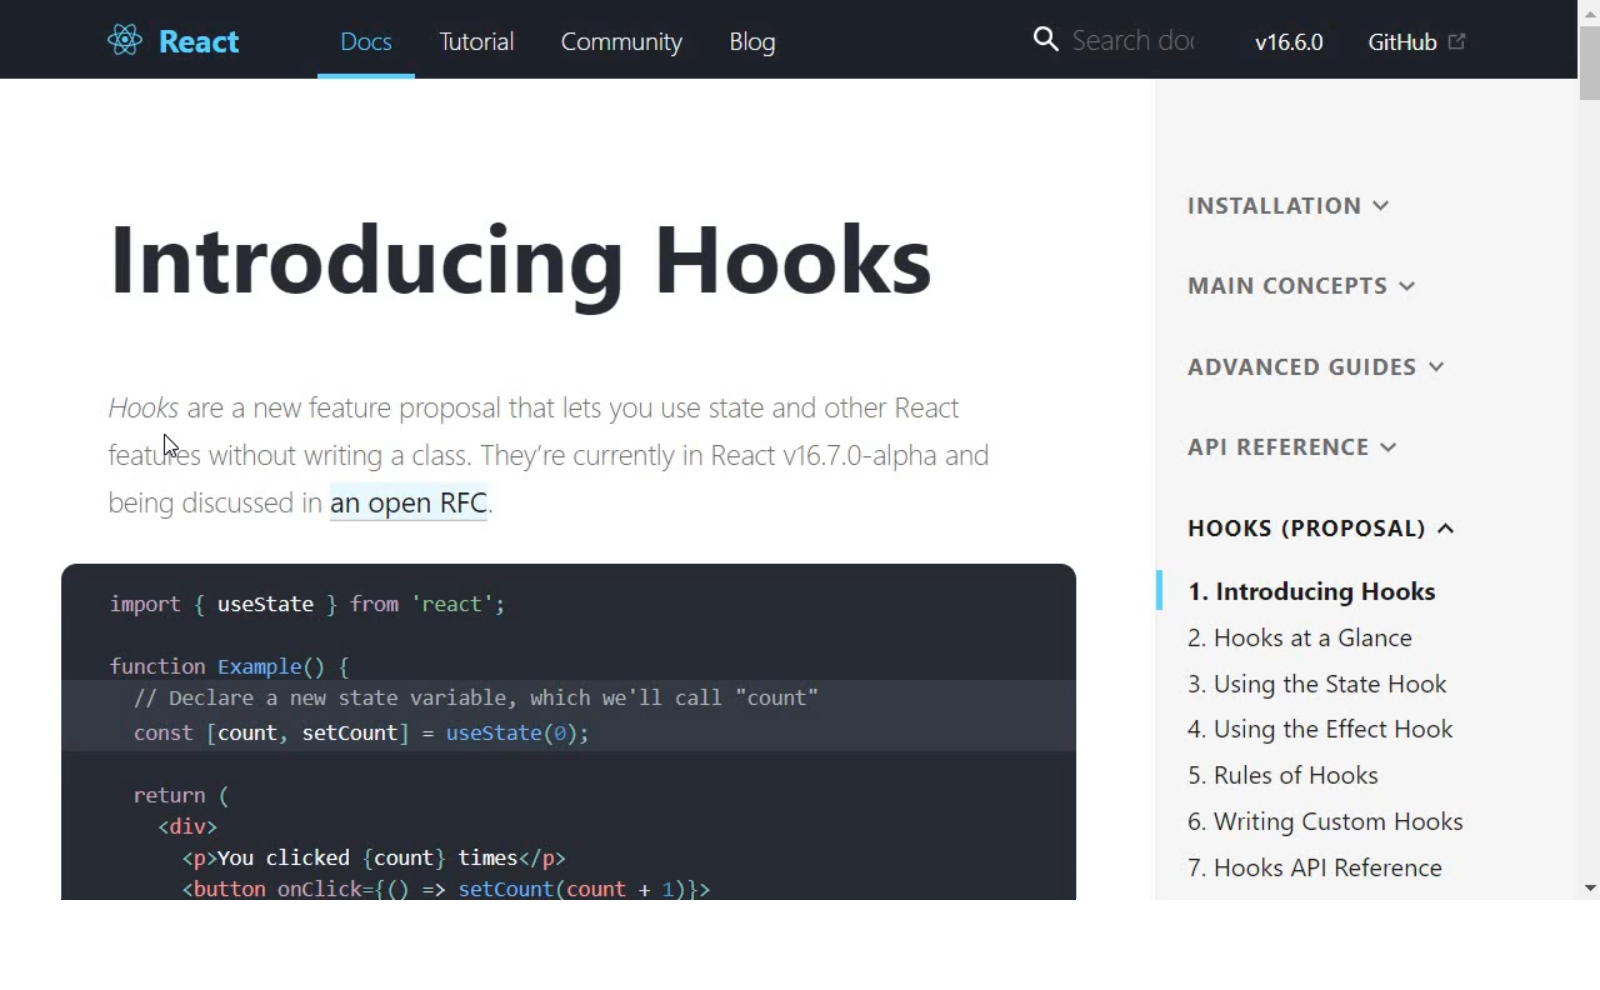 React
Docs
Tutorial
Community
Blog
Search doc
v16.6.0
GitHub
Introducing Hooks
Hooks are a new feature proposal that lets you use state and other React
features without writing a class. They’re currently in React v16.7.0-alpha and
being discussed in an open RFC.
import { useState } from 'react';
function Example() {
// Declare a new state variable, which we'll call "count"
const [count, setCount] = useState(0);
return (
<div>
<p>You clicked {count} times</p>
<button onClick={() => setCount(count + 1)}>
INSTALLATION
MAIN CONCEPTS
ADVANCED GUIDES
API REFERENCE
HOOKS (PROPOSAL)
1. Introducing Hooks
2. Hooks at a Glance
3. Using the State Hook
4. Using the Effect Hook
5. Rules of Hooks
6. Writing Custom Hooks
7. Hooks API Reference